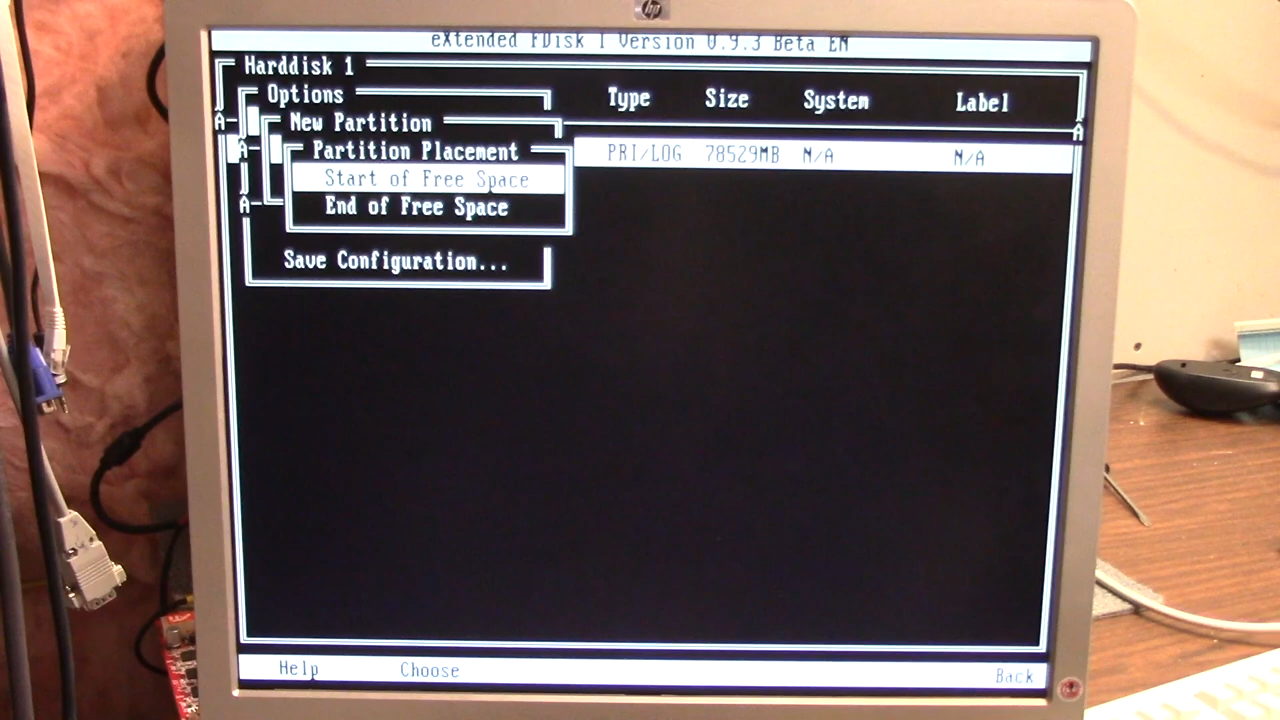 hp
eXtended FDisk I Version 0.9.3 Beta EN
Harddisk 1
Options Type Size System Label
New Partition
Partition Placement PRI/LOG 78529MB N/A N/A
Start of Free Space
End of Free Space
Save Configuration...
Help Choose Back